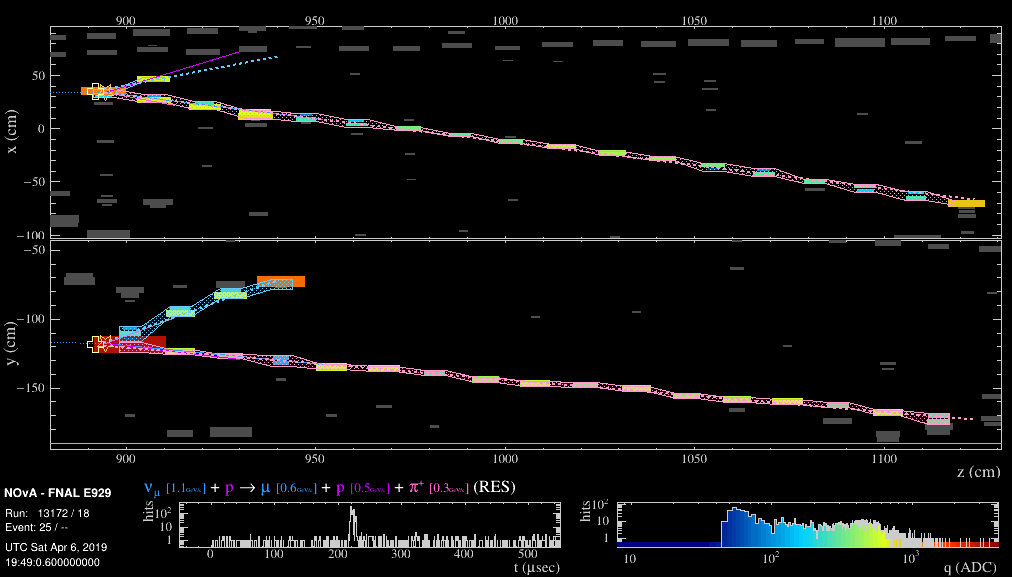 900 950 1000 1050 1100
50
0
−50
−100
x (cm)
−50
−100
−150
y (cm)
900 950 1000 1050 1100
z (cm)
νμ [1.1GeV] + p → μ [0.6GeV] + p [0.5GeV] + π+ [0.3GeV] (RES)
NOvA - FNAL E929
Run: 13172 / 18
Event: 25 / --
UTC Sat Apr 6, 2019
19:49:0.600000000
hits
10²
10
1
0 100 200 300 400 500
t (μsec)
hits
10²
10
1
10 10² 10³
q (ADC)